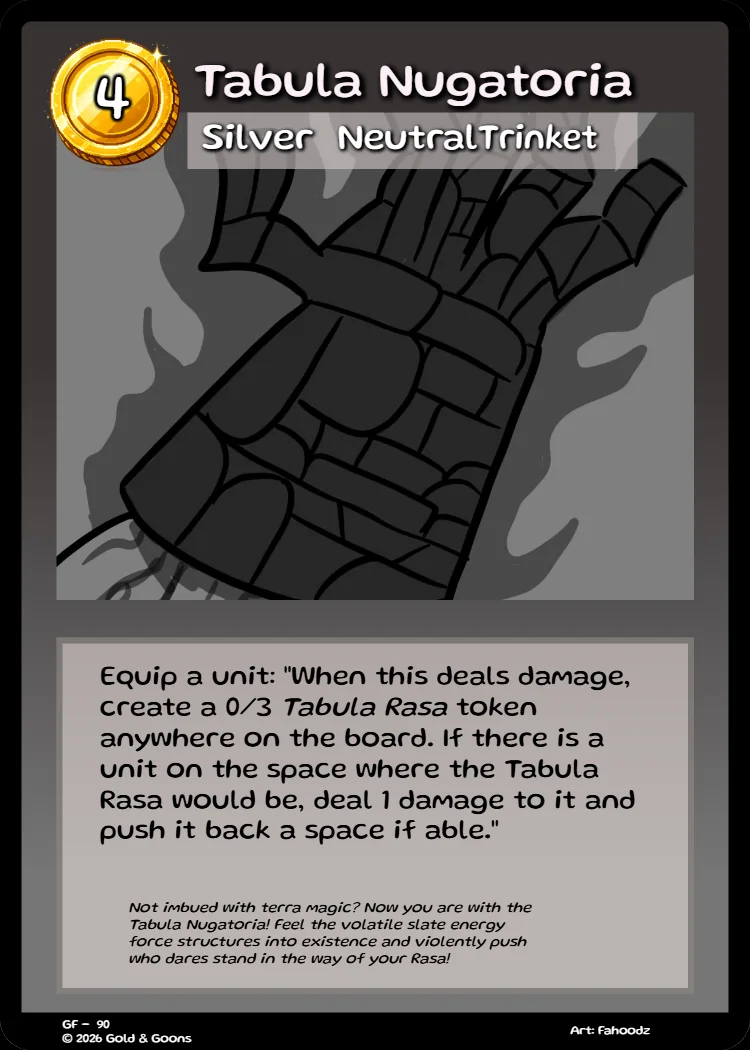 4
Tabula Nugatoria
Silver NeutralTrinket
Equip a unit: "When this deals damage,
create a 0/3 Tabula Rasa token
anywhere on the board. If there is a
unit on the space where the Tabula
Rasa would be, deal 1 damage to it and
push it back a space if able."
Not imbued with terra magic? Now you are with the
Tabula Nugatoria! Feel the volatile slate energy
force structures into existence and violently push
who dares stand in the way of your Rasa!
GF - 90
© 2026 Gold & Goons
Art: Fahoodz